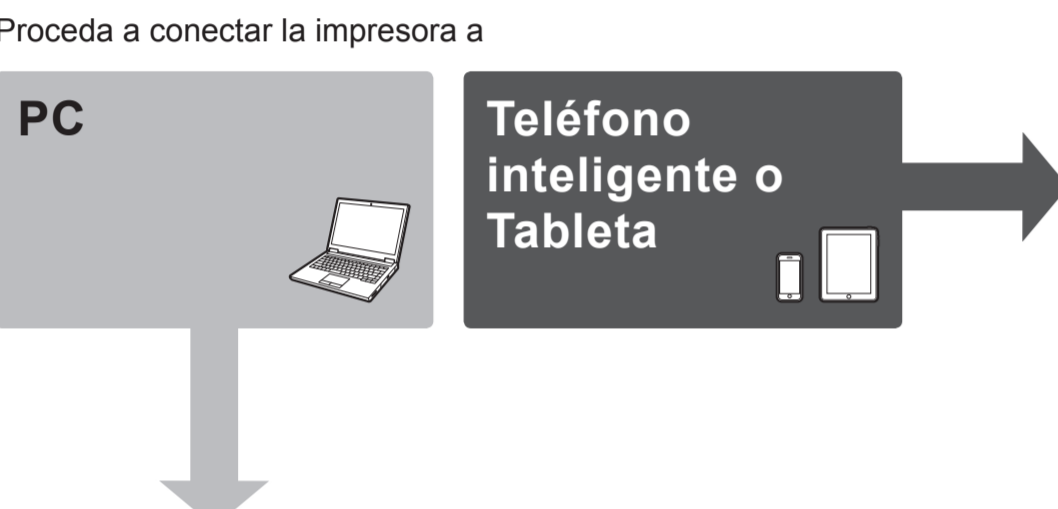 Proceda a conectar la impresora a
PC
Teléfono
inteligente o
Tableta